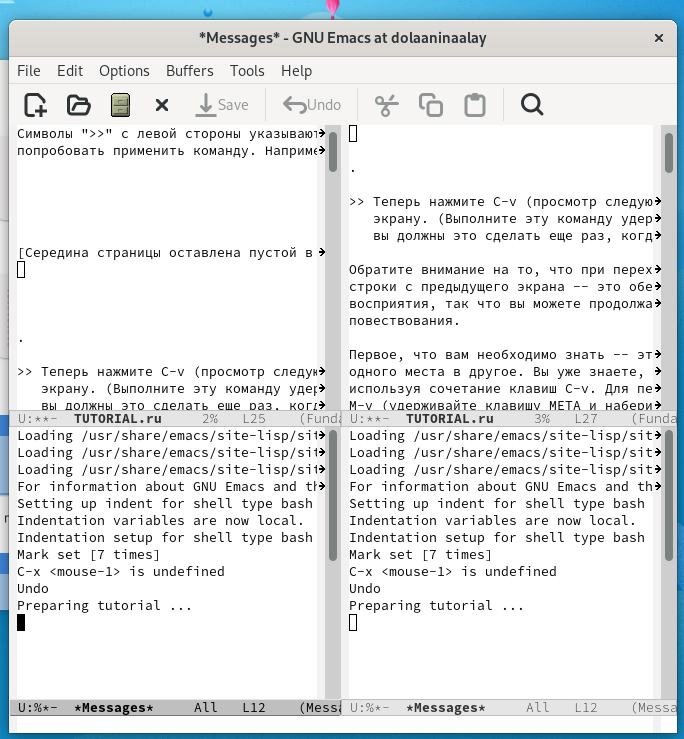 *Messages* - GNU Emacs at dolaaninaalay
File Edit Options Buffers Tools Help
Save Undo
Символы ">>" с левой стороны указывают
попробовать применить команду. Наприме
[Середина страницы оставлена пустой в
.
>> Теперь нажмите C-v (просмотр следую
экрану. (Выполните эту команду удер
вы должны это сделать еще раз, когд
U:**- TUTORIAL.ru 2% L25 (Funda
.
>> Теперь нажмите C-v (просмотр следую
экрану. (Выполните эту команду удер
вы должны это сделать еще раз, когд
Обратите внимание на то, что при перех
строки с предыдущего экрана -- это обе
восприятия, так что вы можете продолжа
повествования.
Первое, что вам необходимо знать -- эт
одного места в другое. Вы уже знаете,
используя сочетание клавиш C-v. Для пе
M-v (удерживайте клавишу META и набери
U:**- TUTORIAL.ru 3% L27 (Funda
Loading /usr/share/emacs/site-lisp/sit
Loading /usr/share/emacs/site-lisp/sit
Loading /usr/share/emacs/site-lisp/sit
For information about GNU Emacs and th
Setting up indent for shell type bash
Indentation variables are now local.
Indentation setup for shell type bash
Mark set [7 times]
C-x <mouse-1> is undefined
Undo
Preparing tutorial ...
U:%*- *Messages* All L12 (Messa
Loading /usr/share/emacs/site-lisp/sit
Loading /usr/share/emacs/site-lisp/sit
Loading /usr/share/emacs/site-lisp/sit
For information about GNU Emacs and th
Setting up indent for shell type bash
Indentation variables are now local.
Indentation setup for shell type bash
Mark set [7 times]
C-x <mouse-1> is undefined
Undo
Preparing tutorial ...
U:%*- *Messages* All L12 (Messa